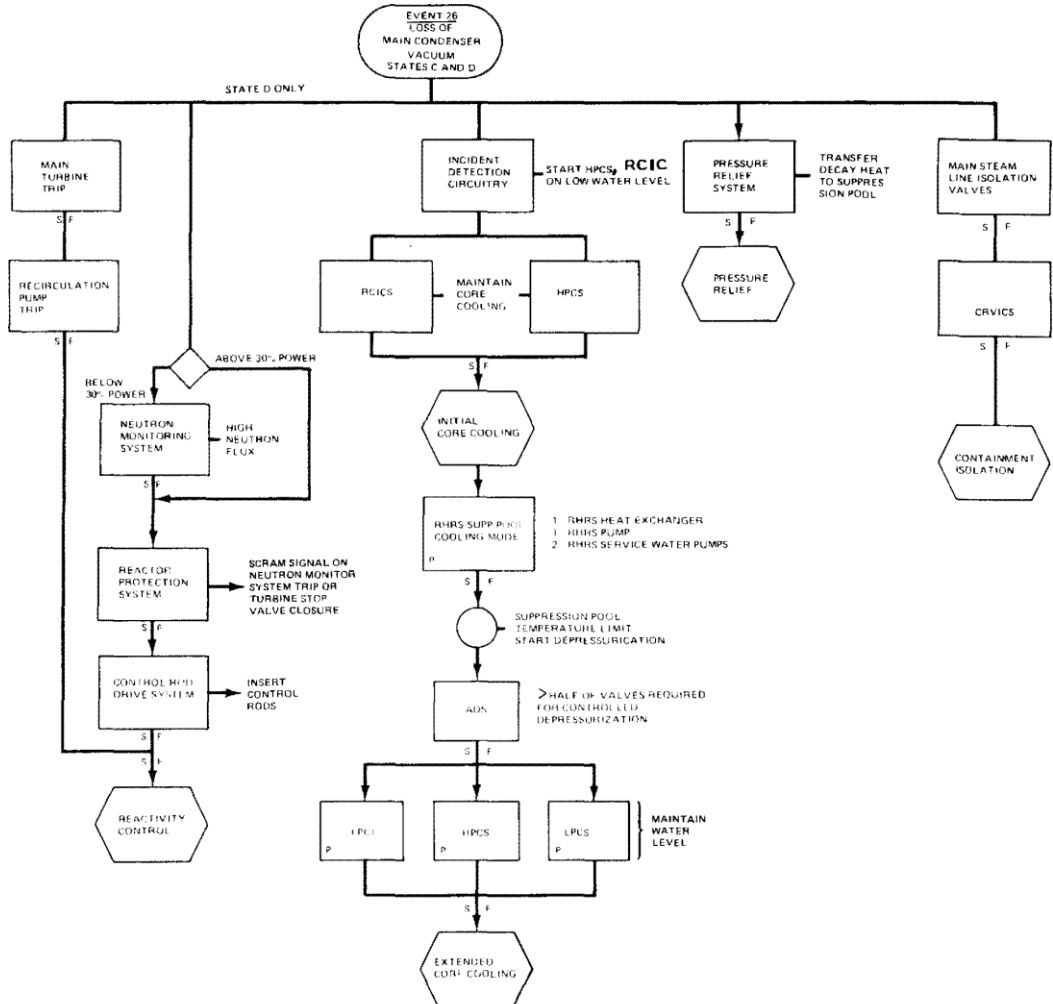 EVENT 26
LOSS OF
MAIN CONDENSER
VACUUM
STATES C AND D
STATE D ONLY
MAIN
TURBINE
TRIP
S F
RECIRCULATION
PUMP
TRIP
S F
ABOVE 30% POWER
BELOW
30% POWER
NEUTRON
MONITORING
SYSTEM
HIGH
NEUTRON
FLUX
S F
REACTOR
PROTECTION
SYSTEM
SCRAM SIGNAL ON
NEUTRON MONITOR
SYSTEM TRIP OR
TURBINE STOP
VALVE CLOSURE
S F
CONTROL ROD
DRIVE SYSTEM
INSERT
CONTROL
RODS
S F
S F
REACTIVITY
CONTROL
INCIDENT
DETECTION
CIRCUITRY
START HPCS, RCIC
ON LOW WATER LEVEL
RCICS
MAINTAIN
CORE
COOLING
HPCS
S F
INITIAL
CORE COOLING
RHRS SUPP POOL
COOLING MODE
P
1 RHRS HEAT EXCHANGER
1 RHRS PUMP
2 RHRS SERVICE WATER PUMPS
S F
SUPPRESSION POOL
TEMPERATURE LIMIT
START DEPRESSURICATION
ADS
>HALF OF VALVES REQUIRED
FOR CONTROLLED
DEPRESSURIZATION
S F
LPCI
P
HPCS
P
LPCS
P
MAINTAIN
WATER
LEVEL
S F
EXTENDED
CORE COOLING
PRESSURE
RELIEF
SYSTEM
TRANSFER
DECAY HEAT
TO SUPPRES
SION POOL
S F
PRESSURE
RELIEF
MAIN STEAM
LINE ISOLATION
VALVES
S F
CRVICS
S F
CONTAINMENT
ISOLATION